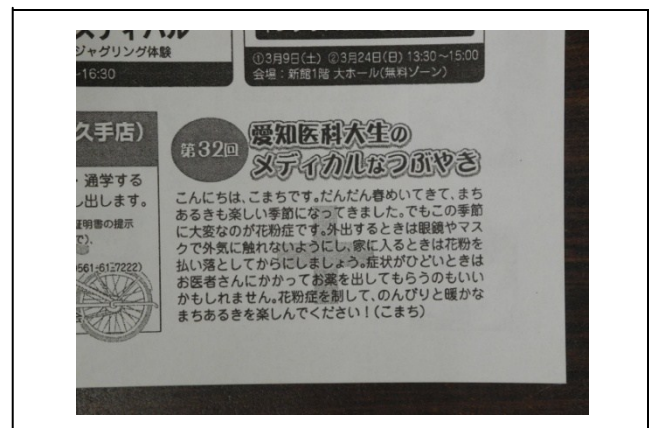 ジャグリング体験
-16:30
①3月9日(土) ②3月24日(日) 13:30～15:00
会場：新館1階 大ホール(無料ゾーン)
久手店)
・通学する
し出します。
証明書の提示
で)。
0561-61-7222)
第32回
愛知医科大生の
メディカルなつぶやき
こんにちは、こまちです。だんだん春めいてきて、まち
あるきも楽しい季節になってきました。でもこの季節
に大変なのが花粉症です。外出するときは眼鏡やマス
クで外気に触れないようにし、家に入るときは花粉を
払い落としてからにしましょう。症状がひどいときは
お医者さんにかかってお薬を出してもらうのもいい
かもしれません。花粉症を制して、のんびりと暖かな
まちあるきを楽しんでください！(こまち)